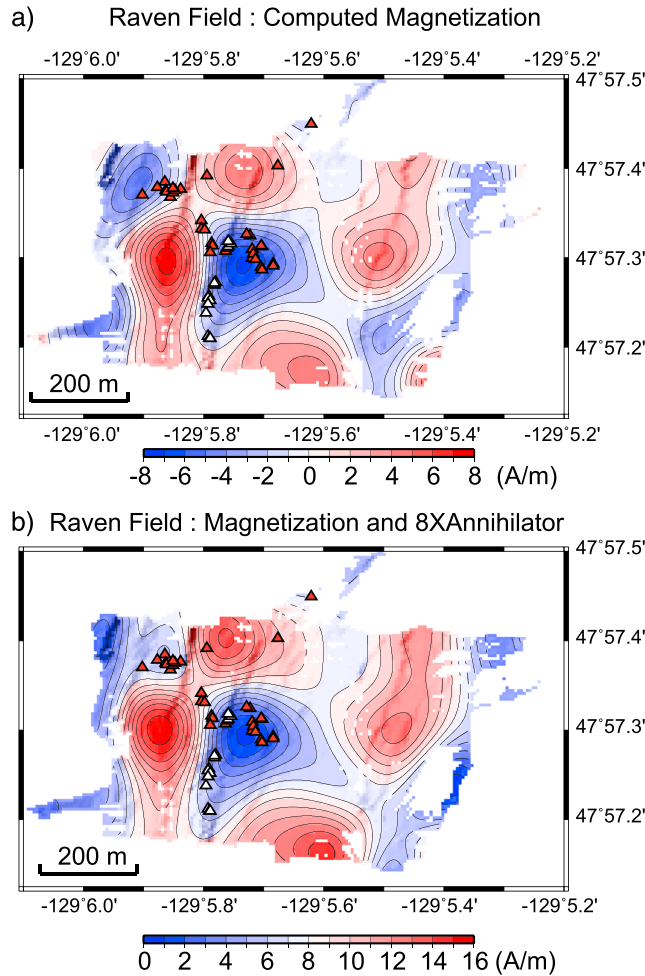 a) Raven Field : Computed Magnetization
-129˚6.0' -129˚5.8' -129˚5.6' -129˚5.4' -129˚5.2'
47˚57.5'
47˚57.4'
47˚57.3'
47˚57.2'
200 m
-129˚6.0' -129˚5.8' -129˚5.6' -129˚5.4' -129˚5.2'
-8 -6 -4 -2 0 2 4 6 8 (A/m)
b) Raven Field : Magnetization and 8XAnnihilator
47˚57.5'
47˚57.4'
47˚57.3'
47˚57.2'
200 m
-129˚6.0' -129˚5.8' -129˚5.6' -129˚5.4' -129˚5.2'
0 2 4 6 8 10 12 14 16 (A/m)